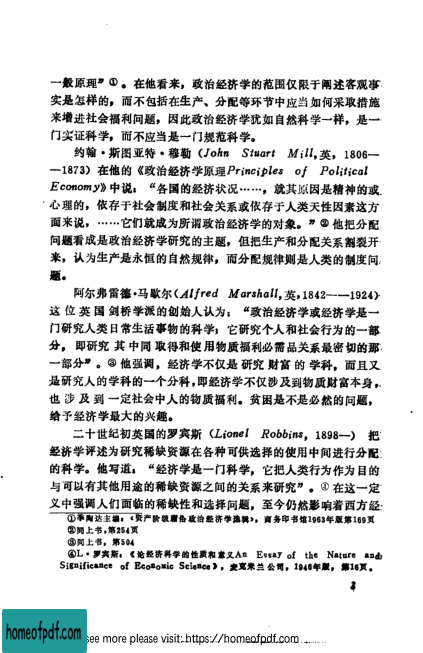 一般原理”①。在他看来，政治经济学的范围仅限于阐述客观事
实是怎样的，而不包括在生产、分配等环节中应当如何采取措施
来增进社会福利问题，因此政治经济学犹如自然科学一样，是一
门实证科学，而不应当是一门规范科学。
约翰·斯图亚特·穆勒（John Stuart Mill，英，1806—
—1873）在他的《政治经济学原理Principles of Political
Economy》中说：“各国的经济状况……，就其原因是精神的或
心理的，依存于社会制度和社会关系或依存于人类天性因素这方
面来说，……它们就成为所谓政治经济学的对象。”②他把分配
问题看成是政治经济学研究的主题，但把生产和分配关系割裂开
来，认为生产是永恒的自然规律，而分配规律则是人类的制度问
题。
阿尔弗雷德·马歇尔（Alfred Marshall，英，1842——1924）
这位英国剑桥学派的创始人认为：“政治经济学或经济学是一
门研究人类日常生活事物的科学；它研究个人和社会行为的一部
分，即研究其中同取得和使用物质福利必需品关系最密切的那
一部分”。③他强调，经济学不仅是研究财富的学科，而且又
是研究人的学科的一个分科，即经济学不仅涉及到物质财富本身，
也涉及到一定社会中人的物质福利。贫困是不是必然的问题，
给予经济学最大的兴趣。
二十世纪初英国的罗宾斯（Lionel Robbins，1898—）把
经济学评述为研究稀缺资源在各种可供选择的使用中间进行分配
的科学。他写道：“经济学是一门科学，它把人类行为作为目的
与可以有其他用途的稀缺资源之间的关系来研究”。④在这一定
义中强调人们面临的稀缺性和选择问题，至今仍然影响着西方经
①季陶达主编：《资产阶级庸俗政治经济学选辑》，商务印书馆1963年版第169页
②同上书，第254页
③同上书，第504
④L·罗宾斯：《论经济科学的性质和意义An Essay of the Nature and
Significance of Economic Science》，麦克米兰公司，1946年版，第16页。
3
homeofpdf.com
see more please visit: https://homeofpdf.com